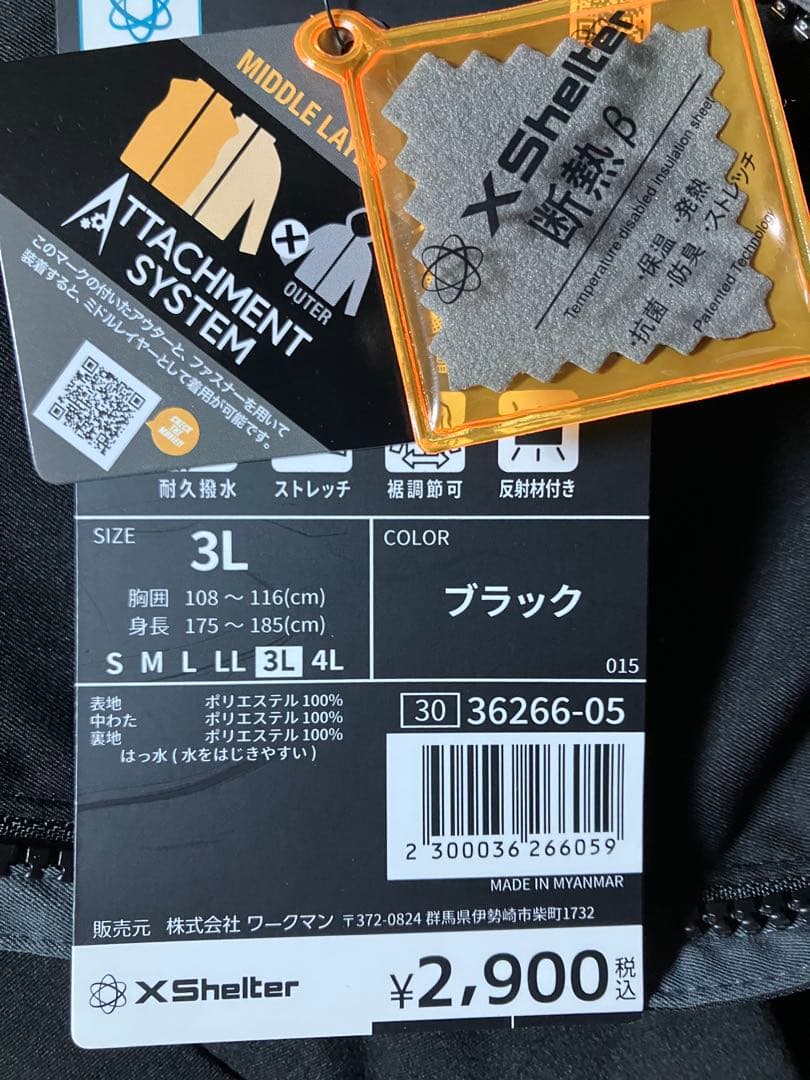 MIDDLE LAY
ATTACHMENT
SYSTEM
OUTER
このマークの付いたアウターと、ファスナーを用いて
装着すると、ミドルレイヤーとして着用が可能です。
CHECK
THE
X Shelter
断熱β
Temperature disabled insulation sheet
・保温 ・発熱
・抗菌 ・防臭 ・ストレッチ
Patented Technology
耐久撥水 ストレッチ 裾調節可 反射材付き
SIZE
3L
胸囲 108 ～ 116(cm)
身長 175 ～ 185(cm)
S M L LL 3L 4L
COLOR
ブラック
015
表地 ポリエステル 100%
中わた ポリエステル 100%
裏地 ポリエステル 100%
はっ水 ( 水をはじきやすい )
30 36266-05
2 300036 266059
MADE IN MYANMAR
販売元 株式会社 ワークマン 〒372-0824 群馬県伊勢崎市柴町1732
X Shelter
¥2,900税込